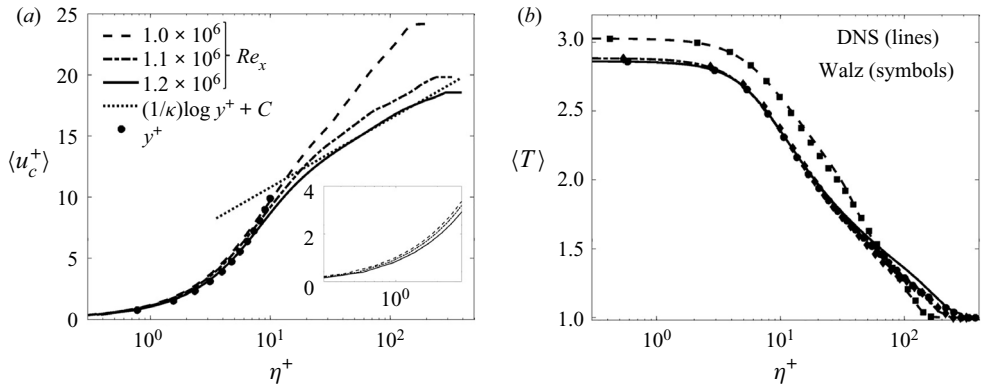 (a)
25
20
15
⟨u_c^+⟩
10
5
0
1.0 × 10^6
1.1 × 10^6
1.2 × 10^6
Re_x
(1/κ)log y^+ + C
y^+
4
2
0
10^0
10^0
10^1
10^2
η^+
(b)
3.0
2.5
⟨T⟩
2.0
1.5
1.0
DNS (lines)
Walz (symbols)
10^0
10^1
10^2
η^+